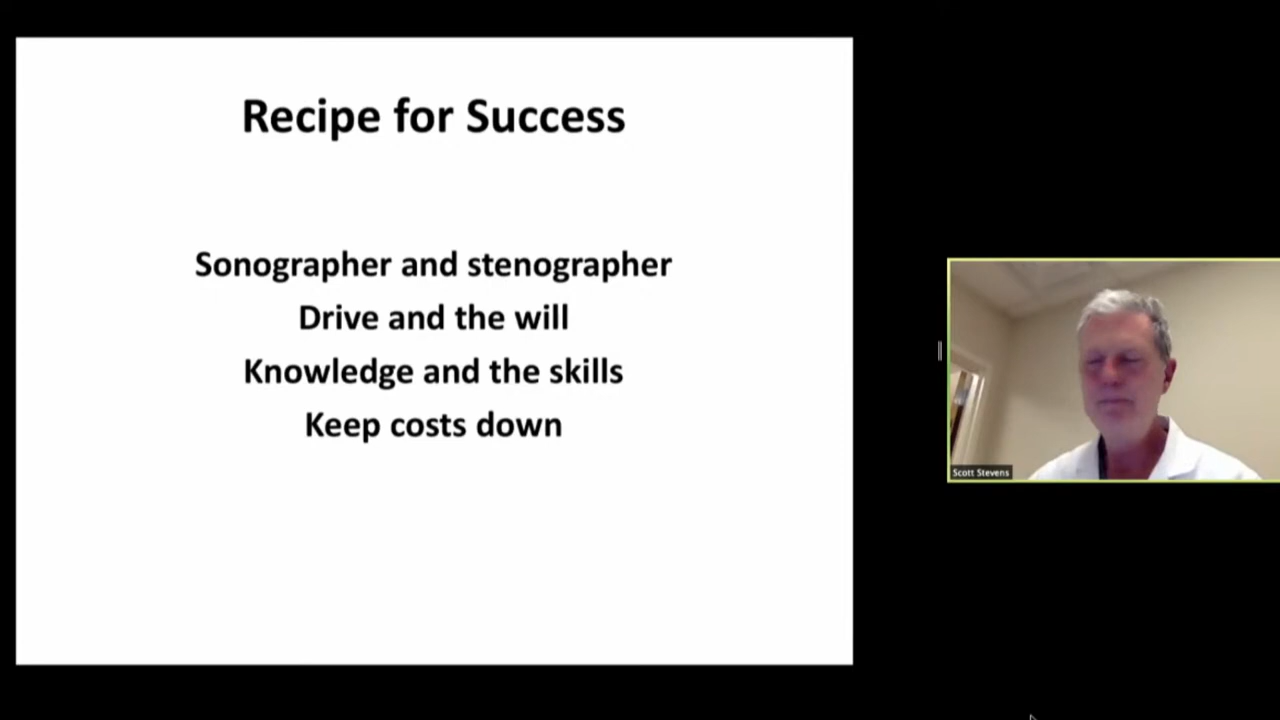 Recipe for Success
Sonographer and stenographer
Drive and the will
Knowledge and the skills
Keep costs down
Scott Stevens